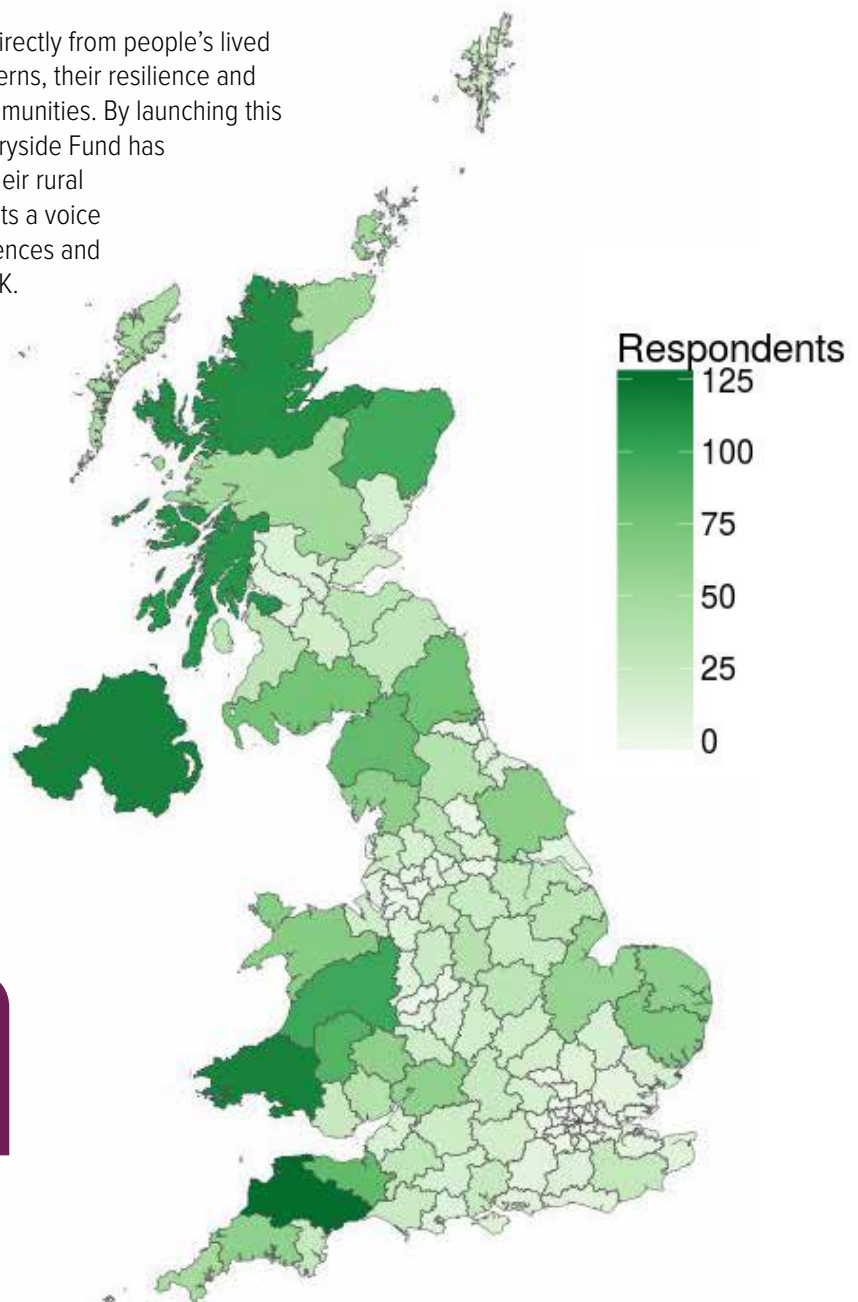 irectly from people’s lived
erns, their resilience and
munities. By launching this
ryside Fund has
eir rural
ts a voice
ences and
K.
Respondents
125
100
75
50
25
0